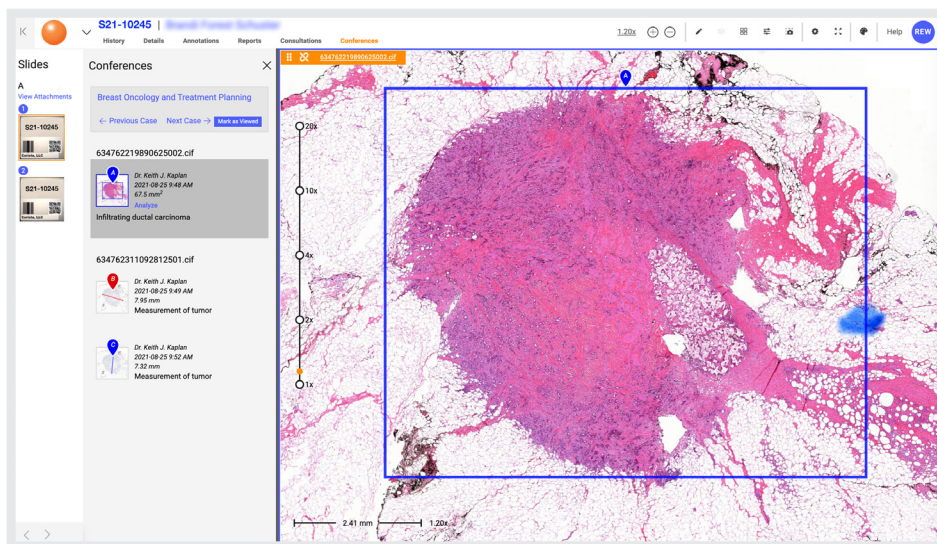 S21-10245 |
History Details Annotations Reports Consultations Conferences
1.20x
Help
REW
Slides
A
View Attachments
1
S21-10245
2
S21-10245
Conferences
Breast Oncology and Treatment Planning
← Previous Case Next Case → Mark as Viewed
634762219890625002.cif
A
Dr. Keith J. Kaplan
2021-08-25 9:48 AM
67.5 mm²
Analyze
Infiltrating ductal carcinoma
634762311092812501.cif
B
Dr. Keith J. Kaplan
2021-08-25 9:49 AM
7.95 mm
Measurement of tumor
C
Dr. Keith J. Kaplan
2021-08-25 9:52 AM
7.32 mm
Measurement of tumor
634762219890625002.cif
A
20x
10x
4x
2x
1x
2.41 mm 1.20x